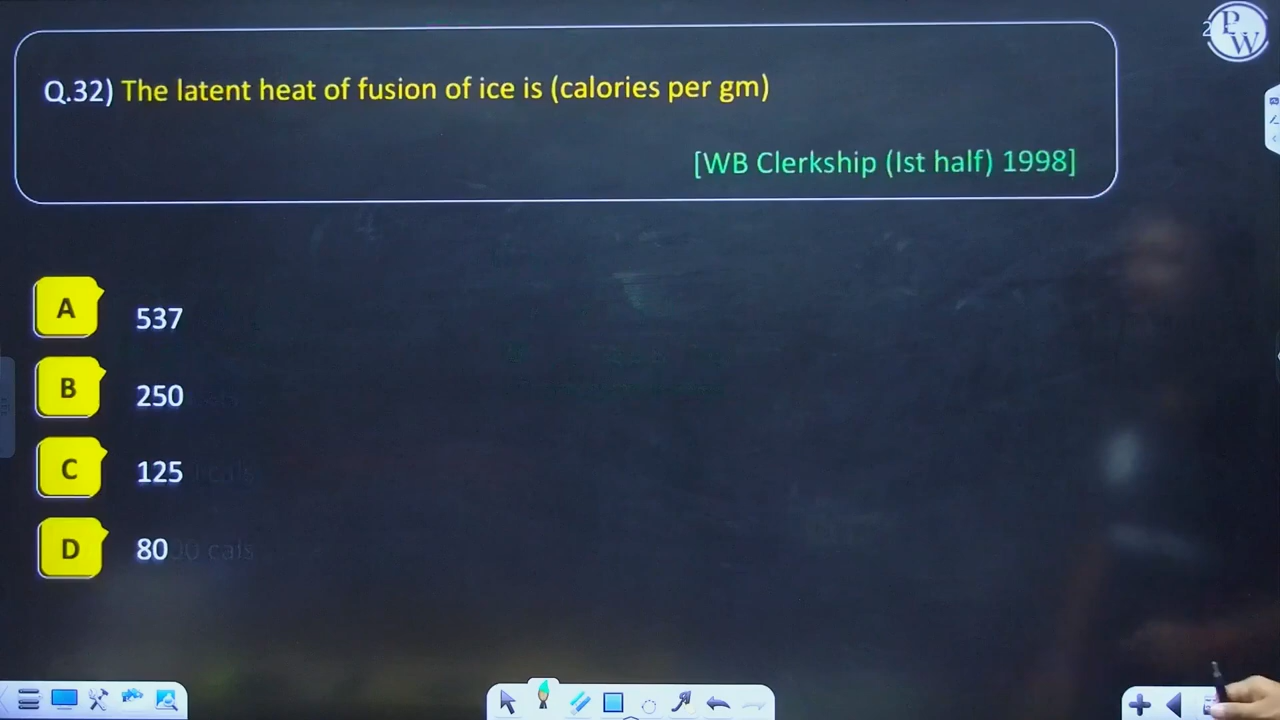 PW
Q.32) The latent heat of fusion of ice is (calories per gm)
[WB Clerkship (Ist half) 1998]
A 537
B 250
C 125
D 80